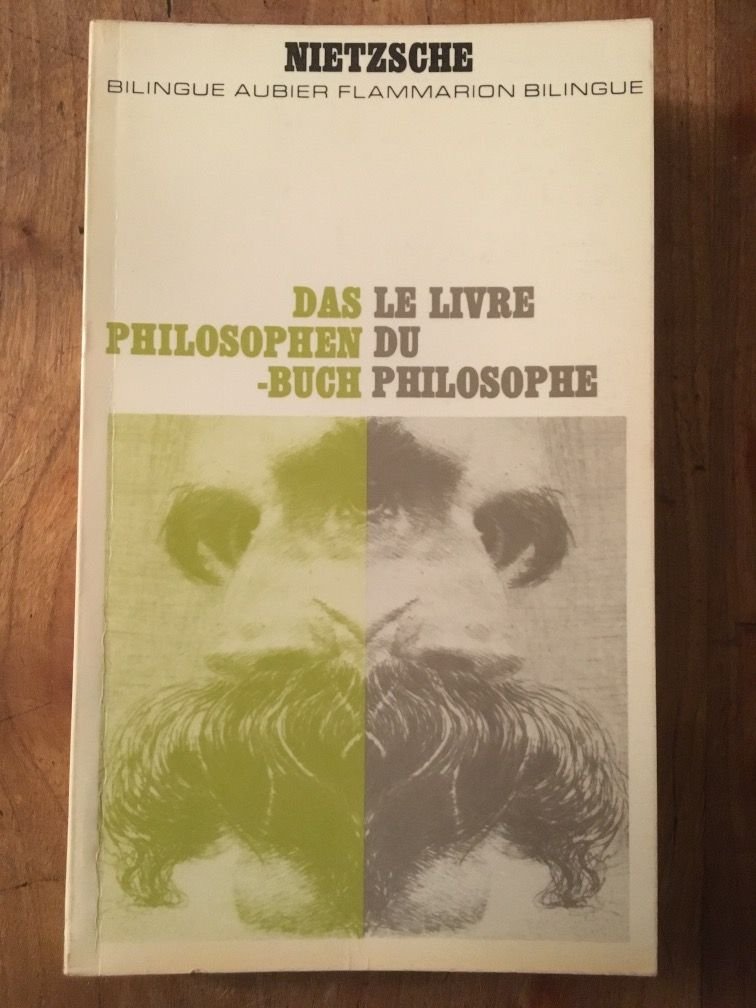 NIETZSCHE
BILINGUE AUBIER FLAMMARION BILINGUE
DAS
PHILOSOPHEN
-BUCH
LE LIVRE
DU
PHILOSOPHE